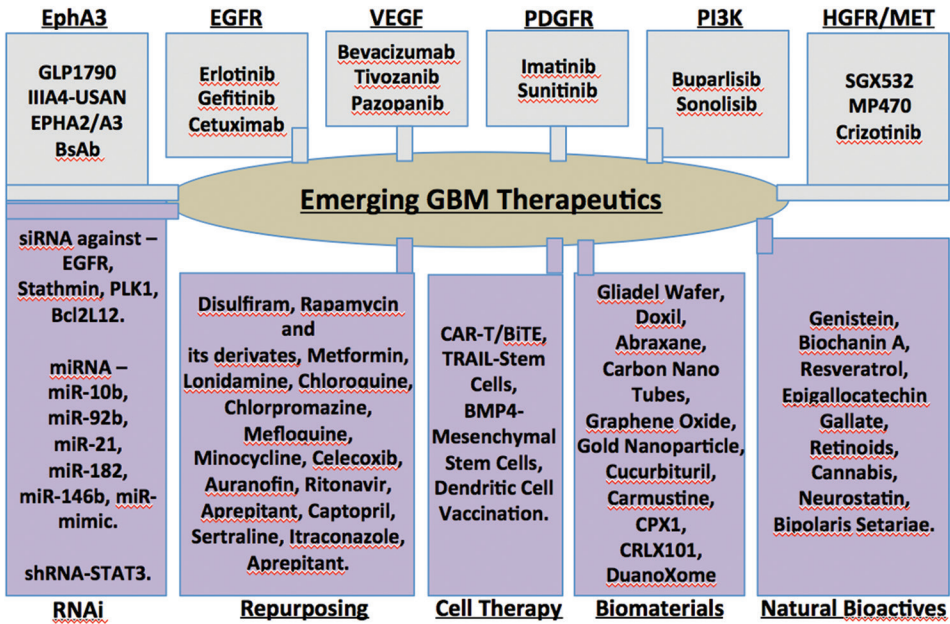 EphA3
EGFR
VEGF
PDGFR
PI3K
HGFR/MET
GLP1790
IIIA4-USAN
EPHA2/A3
BsAb
Erlotinib
Gefitinib
Cetuximab
Bevacizumab
Tivozanib
Pazopanib
Imatinib
Sunitinib
Buparlisib
Sonolisib
SGX532
MP470
Crizotinib
Emerging GBM Therapeutics
siRNA against –
EGFR,
Stathmin, PLK1,
Bcl2L12.
miRNA –
miR-10b,
miR-92b,
miR-21,
miR-182,
miR-146b, miR-
mimic.
shRNA-STAT3.
Disulfiram, Rapamycin
and
its derivates, Metformin,
Lonidamine, Chloroquine,
Chlorpromazine,
Mefloquine,
Minocycline, Celecoxib,
Auranofin, Ritonavir,
Aprepitant, Captopril,
Sertraline, Itraconazole,
Aprepitant.
CAR-T/BiTE,
TRAIL-Stem
Cells,
BMP4-
Mesenchymal
Stem Cells,
Dendritic Cell
Vaccination.
Gliadel Wafer,
Doxil,
Abraxane,
Carbon Nano
Tubes,
Graphene Oxide,
Gold Nanoparticle,
Cucurbituril,
Carmustine,
CPX1,
CRLX101,
DuanoXome
Genistein,
Biochanin A,
Resveratrol,
Epigallocatechin
Gallate,
Retinoids,
Cannabis,
Neurostatin,
Bipolaris Setariae.
RNAi
Repurposing
Cell Therapy
Biomaterials
Natural Bioactives